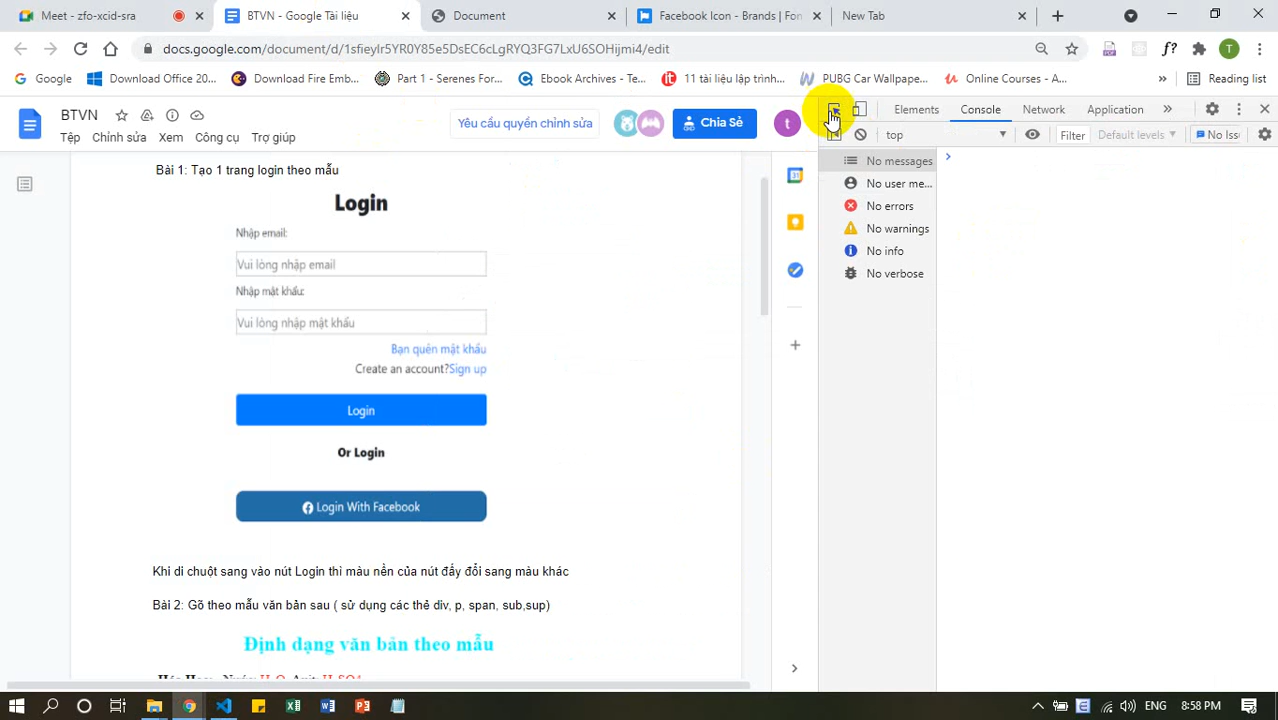 Meet - zfo-xcid-sra
BTVN - Google Tài liệu
Document
Facebook Icon - Brands | Fon
New Tab
docs.google.com/document/d/1sfieyIr5YR0Y85e5DsEC6cLgRYQ3FG7LxU6SOHijmi4/edit
Google
Download Office 20...
Download Fire Emb...
Part 1 - Serenes For...
Ebook Archives - Te...
11 tài liệu lập trình...
PUBG Car Wallpape...
Online Courses - A...
Reading list
BTVN
Tệp Chỉnh sửa Xem Công cụ Trợ giúp
Yêu cầu quyền chỉnh sửa
Chia Sẻ
t
Elements Console Network Application
top
Filter
Default levels
No Iss
No messages
No user me...
No errors
No warnings
No info
No verbose
Bài 1: Tạo 1 trang login theo mẫu
Login
Nhập email:
Vui lòng nhập email
Nhập mật khẩu:
Vui lòng nhập mật khẩu
Bạn quên mật khẩu
Create an account?Sign up
Login
Or Login
Login With Facebook
Khi di chuột sang vào nút Login thì màu nền của nút đấy đổi sang màu khác
Bài 2: Gõ theo mẫu văn bản sau ( sử dụng các thẻ div, p, span, sub,sup)
Định dạng văn bản theo mẫu
ENG 8:58 PM